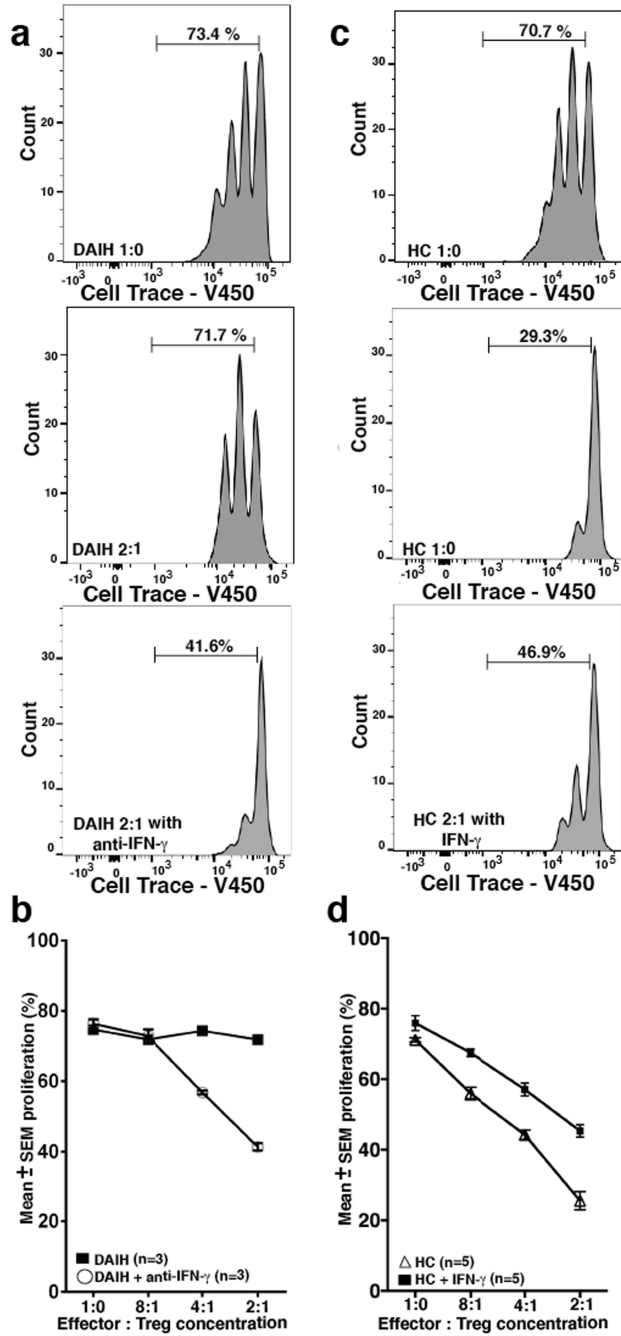 a
73.4 %
60
50
40
30
20
10
0
Count
DAIH 1:0
-10³ 0 10³ 10⁴ 10⁵
Cell Trace - V450
c
70.7 %
40
30
20
10
0
Count
HC 1:0
-10³ 0 10³ 10⁴ 10⁵
Cell Trace - V450
71.7 %
30
20
10
0
Count
DAIH 2:1
-10³ 0 10³ 10⁴ 10⁵
Cell Trace - V450
29.3%
30
20
10
0
Count
HC 1:0
-10³ 0 10³ 10⁴ 10⁵
Cell Trace - V450
41.6%
30
20
10
0
Count
DAIH 2:1 with
anti-IFN-γ
-10³ 0 10³ 10⁴ 10⁵
Cell Trace - V450
46.9%
30
20
10
0
Count
HC 2:1 with
IFN-γ
-10³ 0 10³ 10⁴ 10⁵
Cell Trace - V450
b
100
80
60
40
20
0
Mean ± SEM proliferation (%)
DAIH (n=3)
DAIH + anti-IFN-γ (n=3)
1:0 8:1 4:1 2:1
Effector : Treg concentration
d
100
80
60
40
20
0
Mean ± SEM proliferation (%)
HC (n=5)
HC + IFN-γ (n=5)
1:0 8:1 4:1 2:1
Effector : Treg concentration